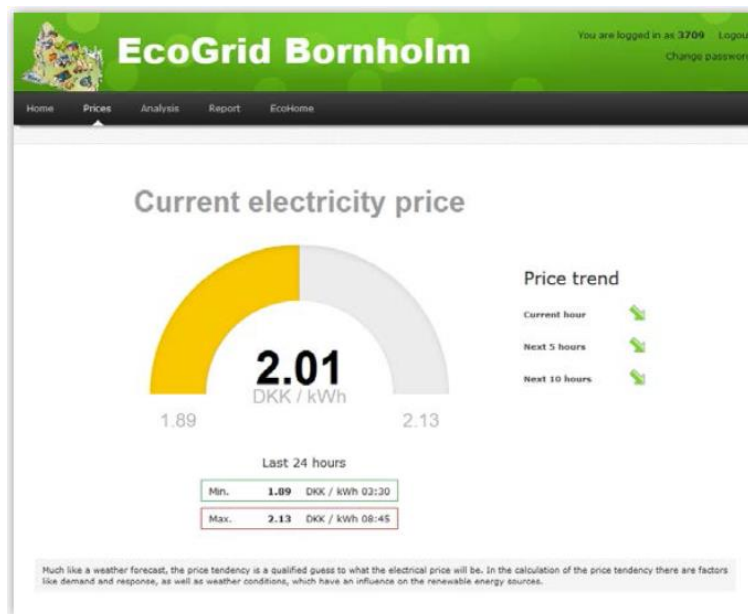 EcoGrid Bornholm
You are logged in as 3709 Logou
Change passwor
Home Prices Analysis Report EcoHome
Current electricity price
2.01
DKK / kWh
1.89 2.13
Price trend
Current hour
Next 5 hours
Next 10 hours
Last 24 hours
Min. 1.89 DKK / kWh 03:30
Max. 2.13 DKK / kWh 08:45
Much like a weather forecast, the price tendency is a qualified guess to what the electrical price will be. In the calculation of the price tendency there are factors
like demand and response, as well as weather conditions, which have an influence on the renewable energy sources.